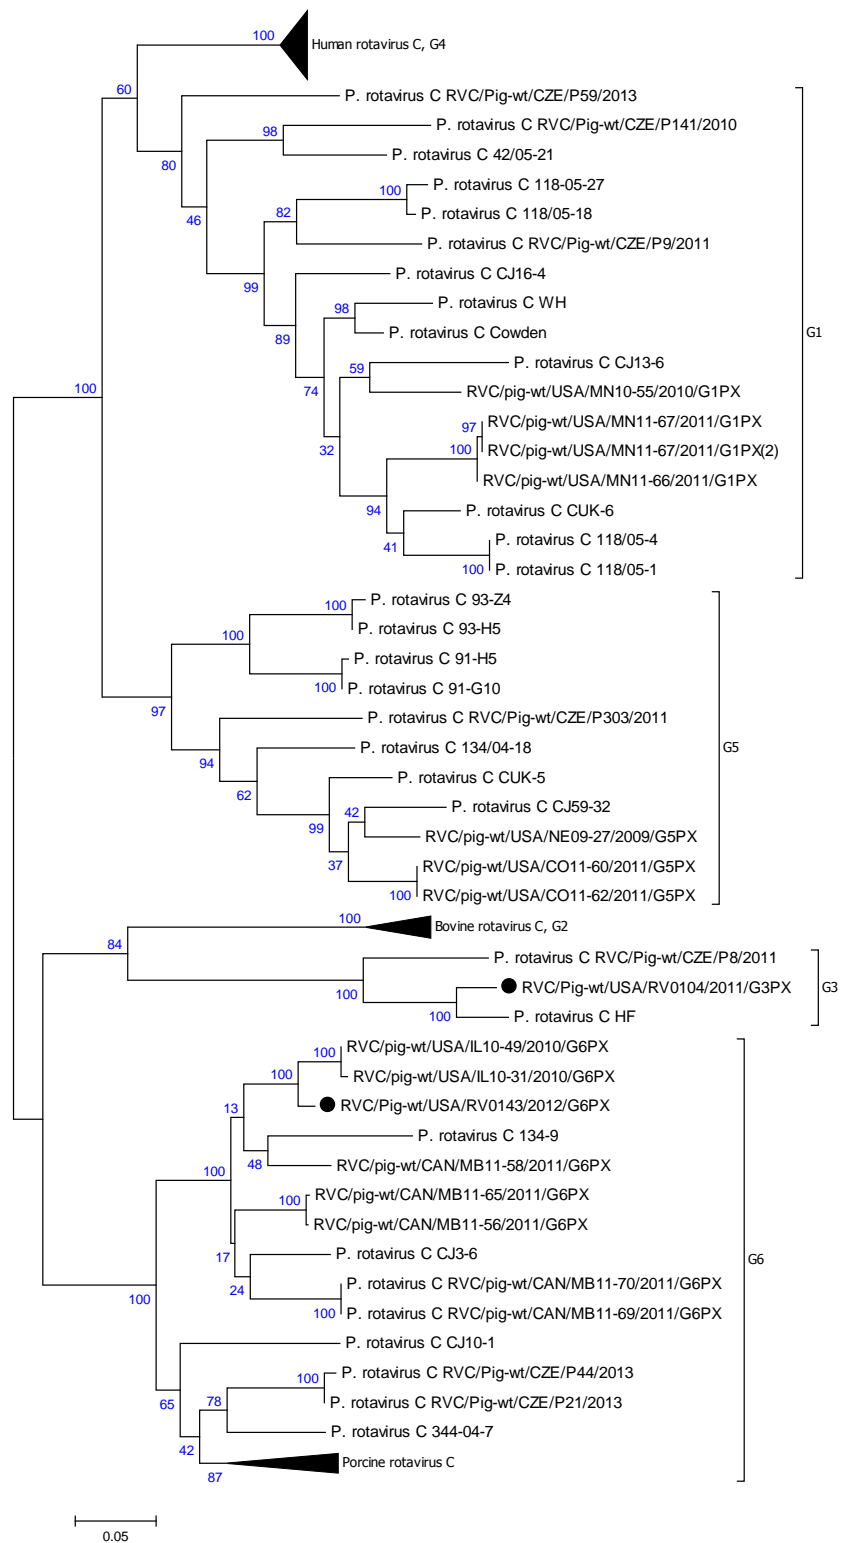 100
Human rotavirus C, G4
60
P. rotavirus C RVC/Pig-wt/CZE/P59/2013
98
P. rotavirus C RVC/Pig-wt/CZE/P141/2010
80
P. rotavirus C 42/05-21
100
P. rotavirus C 118-05-27
46
82
P. rotavirus C 118/05-18
P. rotavirus C RVC/Pig-wt/CZE/P9/2011
99
P. rotavirus C CJ16-4
98
P. rotavirus C WH
89
P. rotavirus C Cowden
G1
59
P. rotavirus C CJ13-6
100
74
RVC/pig-wt/USA/MN10-55/2010/G1PX
97
RVC/pig-wt/USA/MN11-67/2011/G1PX
32
100
RVC/pig-wt/USA/MN11-67/2011/G1PX(2)
RVC/pig-wt/USA/MN11-66/2011/G1PX
94
P. rotavirus C CUK-6
41
P. rotavirus C 118/05-4
100
P. rotavirus C 118/05-1
100
P. rotavirus C 93-Z4
100
P. rotavirus C 93-H5
P. rotavirus C 91-H5
100
P. rotavirus C 91-G10
97
P. rotavirus C RVC/Pig-wt/CZE/P303/2011
94
P. rotavirus C 134/04-18
G5
62
P. rotavirus C CUK-5
42
P. rotavirus C CJ59-32
99
RVC/pig-wt/USA/NE09-27/2009/G5PX
37
RVC/pig-wt/USA/CO11-60/2011/G5PX
100
RVC/pig-wt/USA/CO11-62/2011/G5PX
100
Bovine rotavirus C, G2
84
P. rotavirus C RVC/Pig-wt/CZE/P8/2011
100
RVC/Pig-wt/USA/RV0104/2011/G3PX
G3
100
P. rotavirus C HF
100
RVC/pig-wt/USA/IL10-49/2010/G6PX
100
RVC/pig-wt/USA/IL10-31/2010/G6PX
13
RVC/Pig-wt/USA/RV0143/2012/G6PX
P. rotavirus C 134-9
48
RVC/pig-wt/CAN/MB11-58/2011/G6PX
100
100
RVC/pig-wt/CAN/MB11-65/2011/G6PX
RVC/pig-wt/CAN/MB11-56/2011/G6PX
17
P. rotavirus C CJ3-6
G6
24
P. rotavirus C RVC/pig-wt/CAN/MB11-70/2011/G6PX
100
100
P. rotavirus C RVC/pig-wt/CAN/MB11-69/2011/G6PX
P. rotavirus C CJ10-1
100
P. rotavirus C RVC/Pig-wt/CZE/P44/2013
65
78
P. rotavirus C RVC/Pig-wt/CZE/P21/2013
P. rotavirus C 344-04-7
42
Porcine rotavirus C
87
0.05